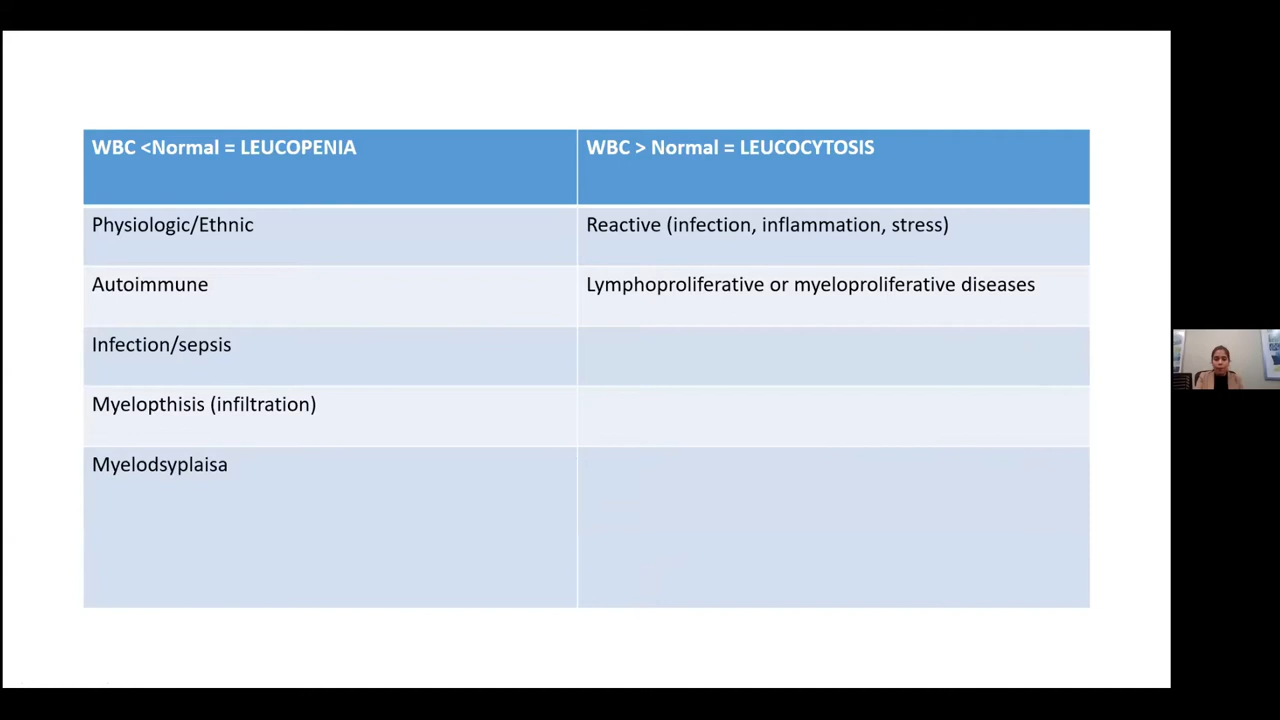 WBC <Normal = LEUCOPENIA
WBC > Normal = LEUCOCYTOSIS
Physiologic/Ethnic
Reactive (infection, inflammation, stress)
Autoimmune
Lymphoproliferative or myeloproliferative diseases
Infection/sepsis
Myelopthisis (infiltration)
Myelodsyplaisa